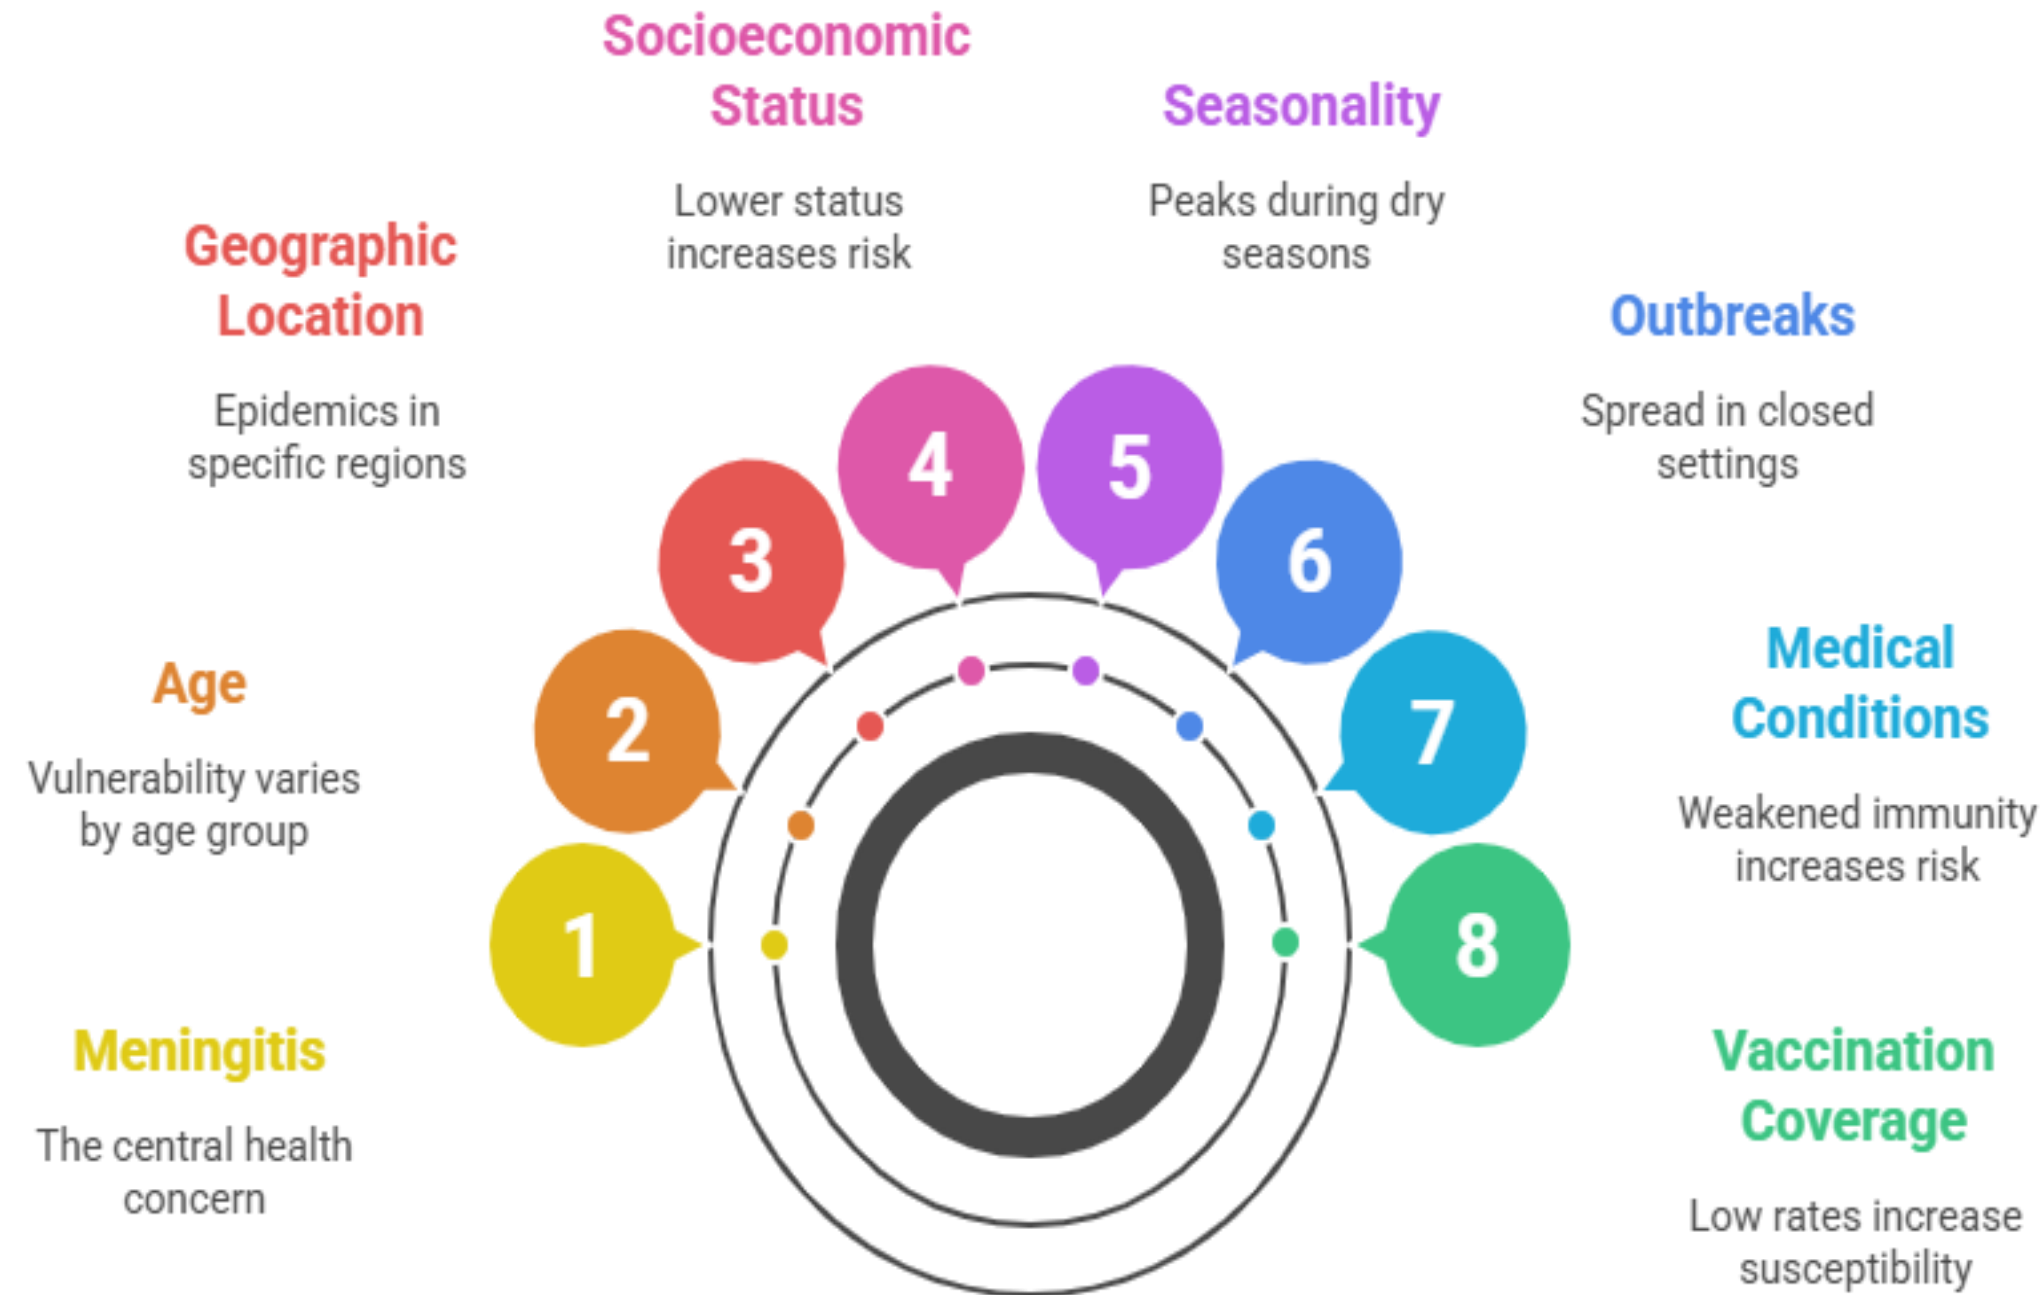 Socioeconomic
Status
Lower status
increases risk
Seasonality
Peaks during dry
seasons
Geographic
Location
Epidemics in
specific regions
Outbreaks
Spread in closed
settings
4
5
3
6
Age
Vulnerability varies
by age group
2
7
Medical
Conditions
Weakened immunity
increases risk
1
8
Meningitis
The central health
concern
Vaccination
Coverage
Low rates increase
susceptibility